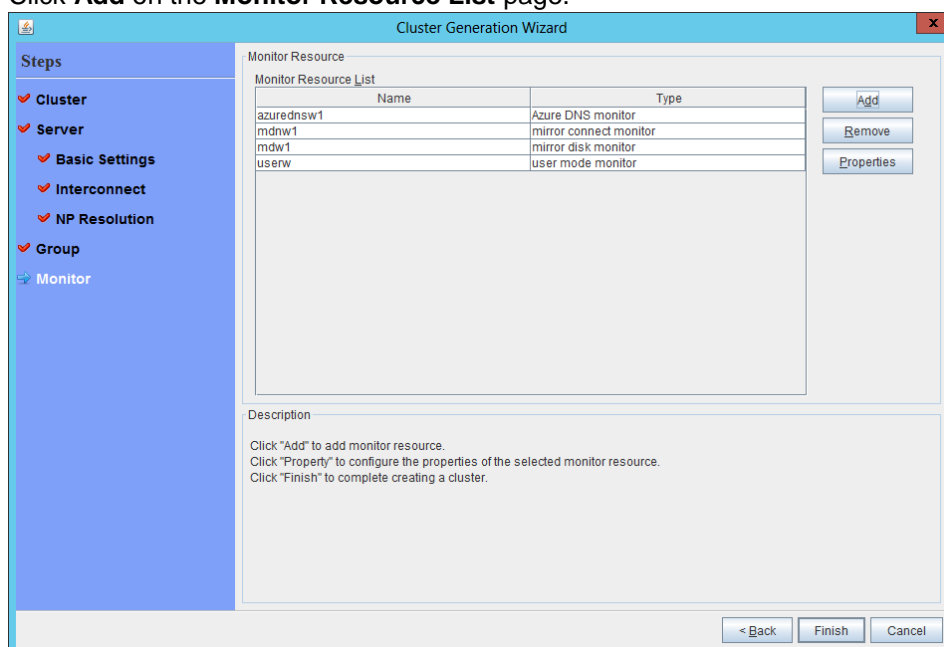 Click Add on the Monitor Resource List page.
Cluster Generation Wizard
x
Steps
Cluster
Server
Basic Settings
Interconnect
NP Resolution
Group
Monitor
Monitor Resource
Monitor Resource List
Name Type
azurednsw1 Azure DNS monitor
mdnw1 mirror connect monitor
mdw1 mirror disk monitor
userw user mode monitor
Add
Remove
Properties
Description
Click "Add" to add monitor resource.
Click "Property" to configure the properties of the selected monitor resource.
Click "Finish" to complete creating a cluster.
< Back Finish Cancel